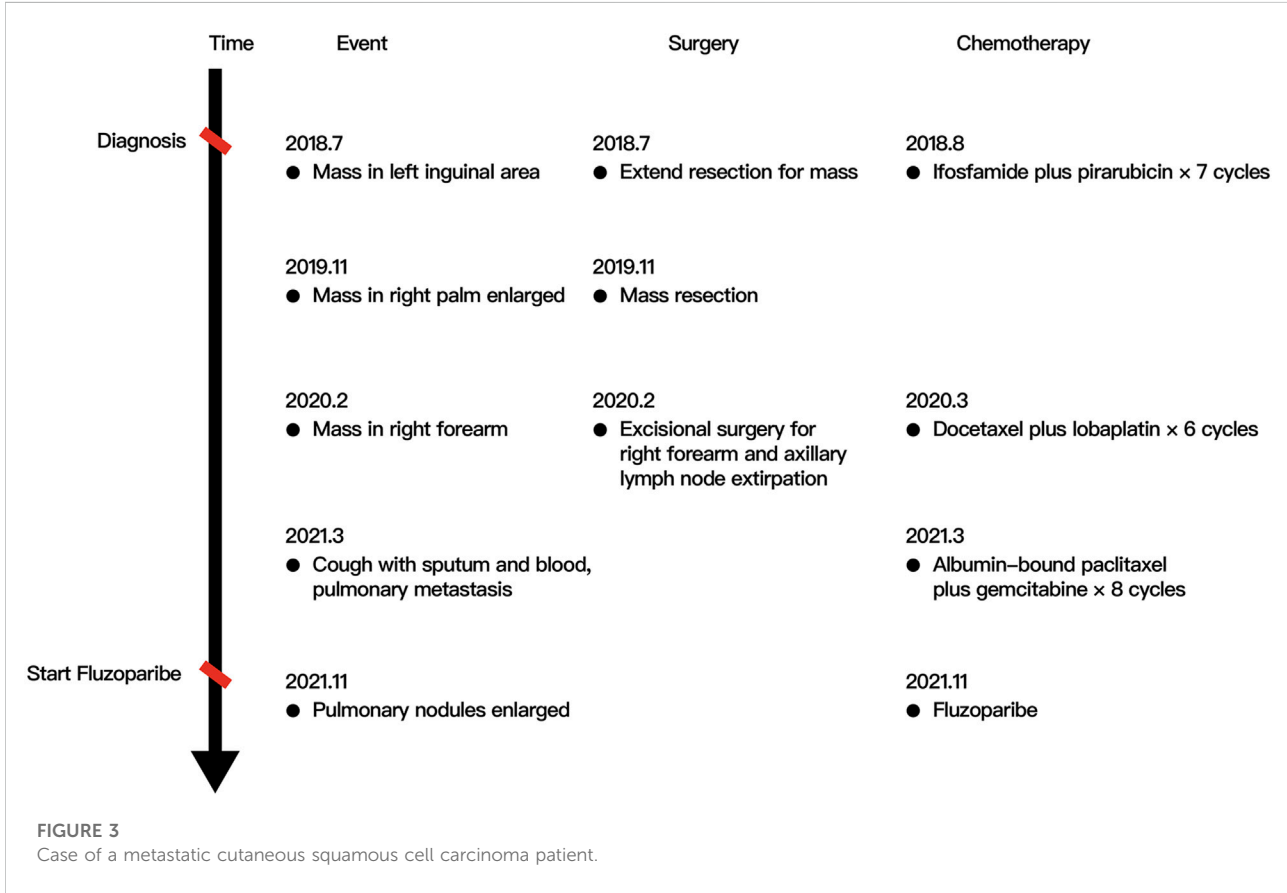 Time Event Surgery Chemotherapy
Diagnosis
2018.7 2018.7 2018.8
● Mass in left inguinal area ● Extend resection for mass ● Ifosfamide plus pirarubicin × 7 cycles
2019.11 2019.11
● Mass in right palm enlarged ● Mass resection
2020.2 2020.2 2020.3
● Mass in right forearm ● Excisional surgery for ● Docetaxel plus lobaplatin × 6 cycles
right forearm and axillary
lymph node extirpation
2021.3 2021.3
● Cough with sputum and blood, ● Albumin–bound paclitaxel
pulmonary metastasis plus gemcitabine × 8 cycles
Start Fluzoparibe
2021.11 2021.11
● Pulmonary nodules enlarged ● Fluzoparibe
FIGURE 3
Case of a metastatic cutaneous squamous cell carcinoma patient.